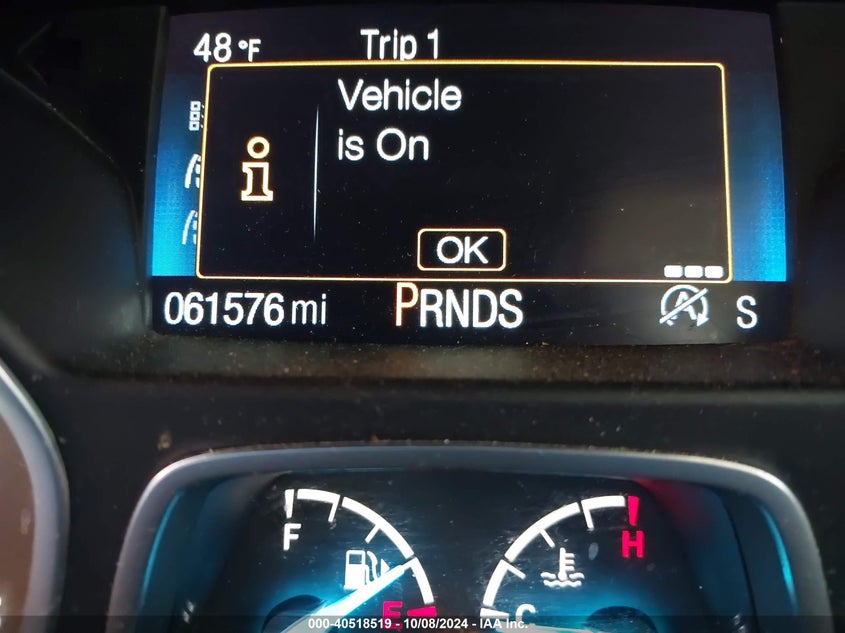 48 °F Trip 1
Vehicle
is On
OK
061576 mi PRNDS A S
F H
E C
000-40518519 - 10/08/2024 - IAA Inc.